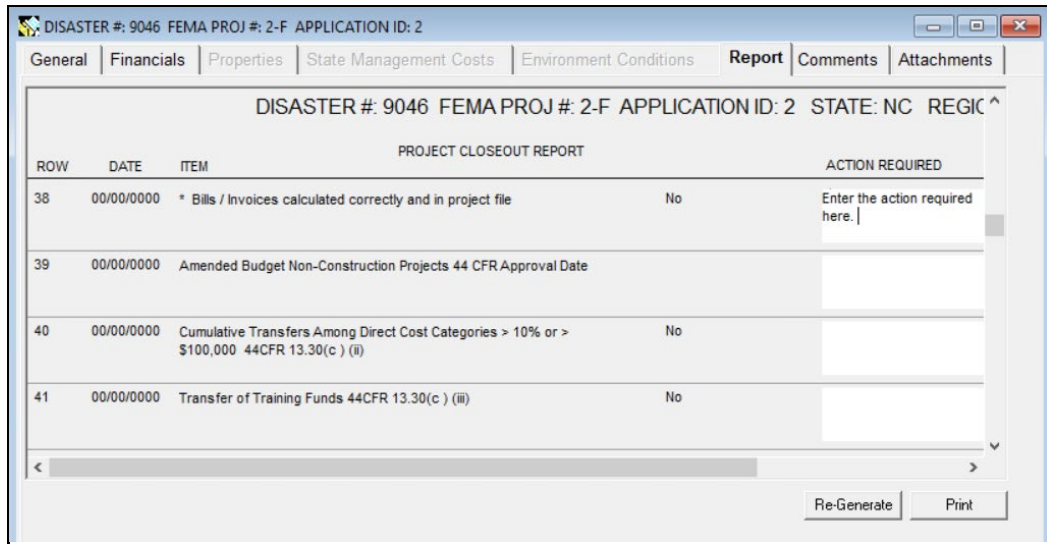 DISASTER #: 9046 FEMA PROJ #: 2-F APPLICATION ID: 2
General Financials Properties State Management Costs Environment Conditions Report Comments Attachments
DISASTER #: 9046 FEMA PROJ #: 2-F APPLICATION ID: 2 STATE: NC REGIC
PROJECT CLOSEOUT REPORT
ROW DATE ITEM ACTION REQUIRED
38 00/00/0000 * Bills / Invoices calculated correctly and in project file No Enter the action required
here.
39 00/00/0000 Amended Budget Non-Construction Projects 44 CFR Approval Date
40 00/00/0000 Cumulative Transfers Among Direct Cost Categories > 10% or > No
$100,000 44CFR 13.30(c ) (ii)
41 00/00/0000 Transfer of Training Funds 44CFR 13.30(c ) (iii) No
Re-Generate Print